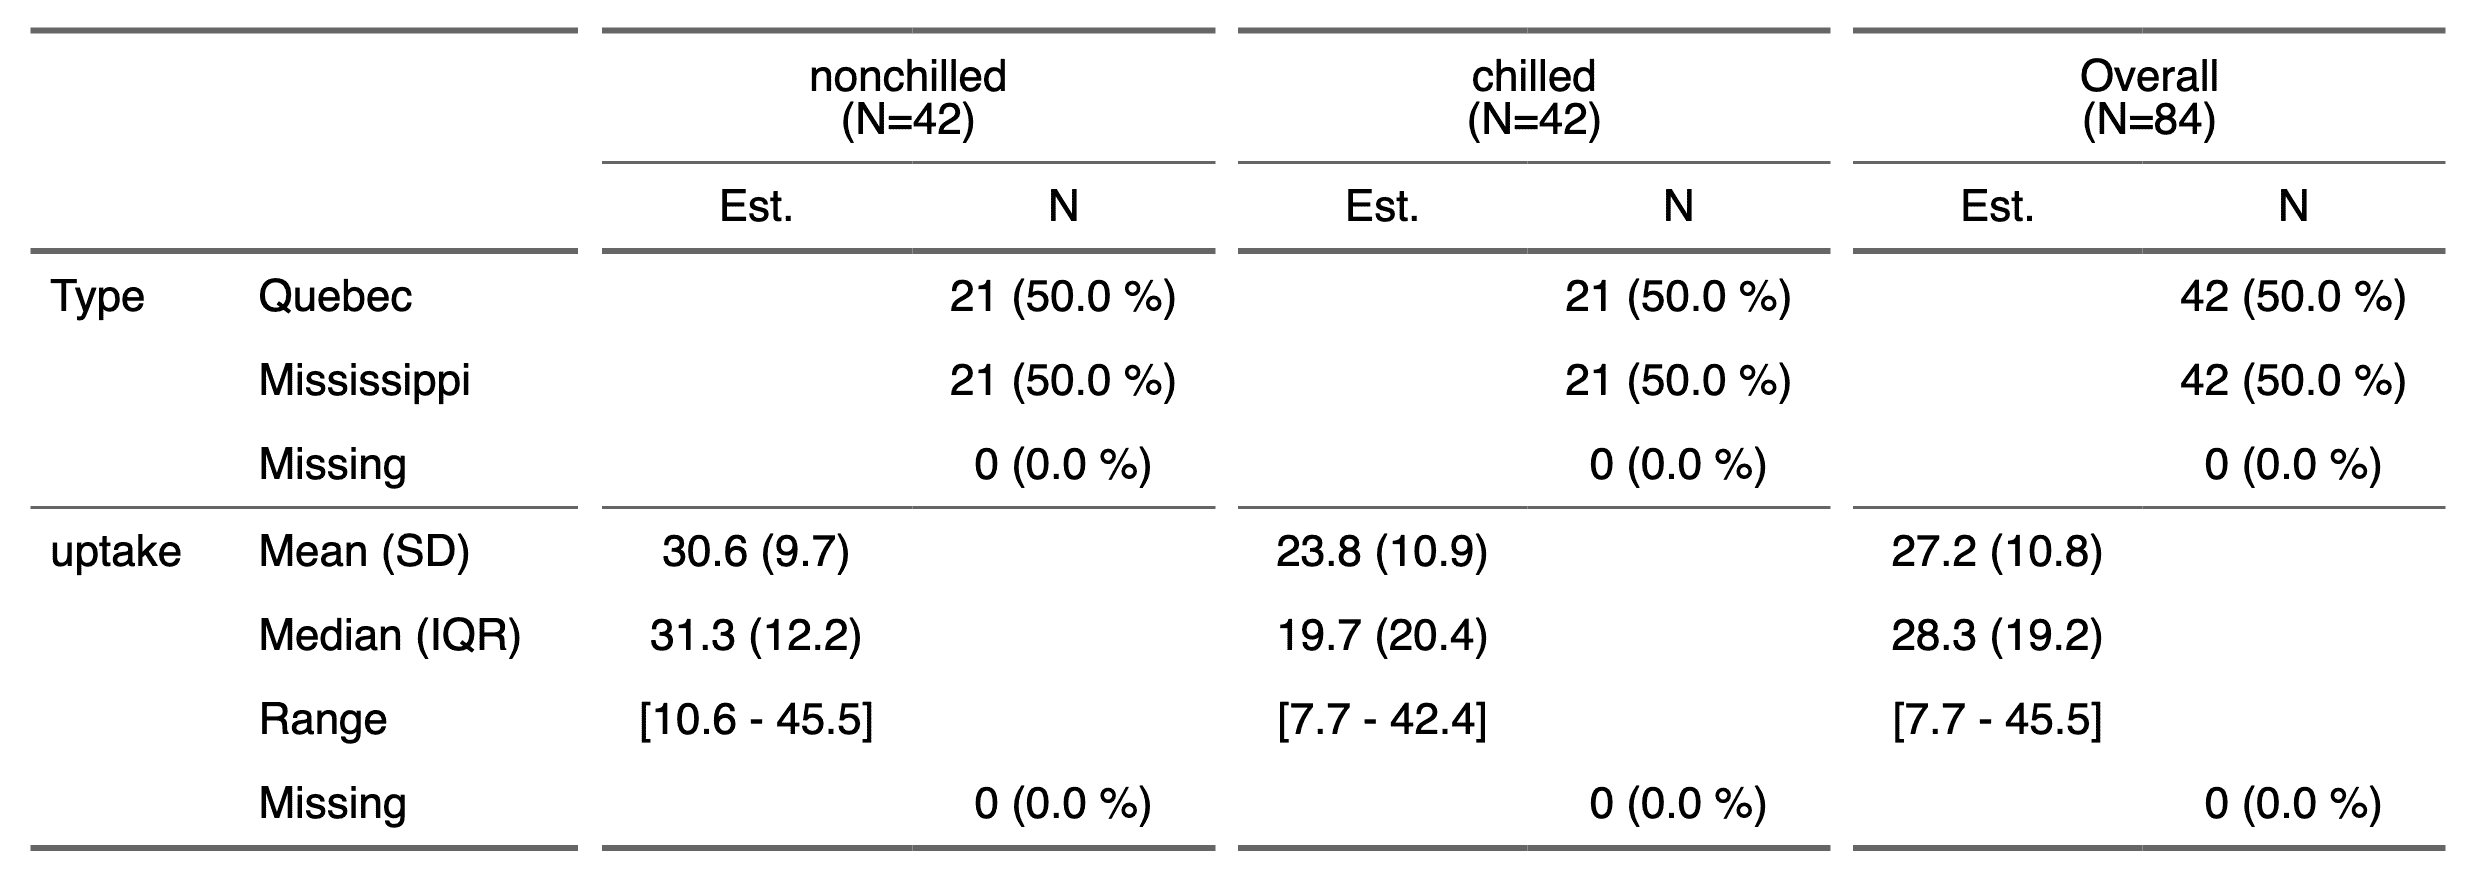 nonchilled chilled Overall
(N=42) (N=42) (N=84)
Est. N Est. N Est. N
Type Quebec 21 (50.0 %) 21 (50.0 %) 42 (50.0 %)
Mississippi 21 (50.0 %) 21 (50.0 %) 42 (50.0 %)
Missing 0 (0.0 %) 0 (0.0 %) 0 (0.0 %)
uptake Mean (SD) 30.6 (9.7) 23.8 (10.9) 27.2 (10.8)
Median (IQR) 31.3 (12.2) 19.7 (20.4) 28.3 (19.2)
Range [10.6 - 45.5] [7.7 - 42.4] [7.7 - 45.5]
Missing 0 (0.0 %) 0 (0.0 %) 0 (0.0 %)